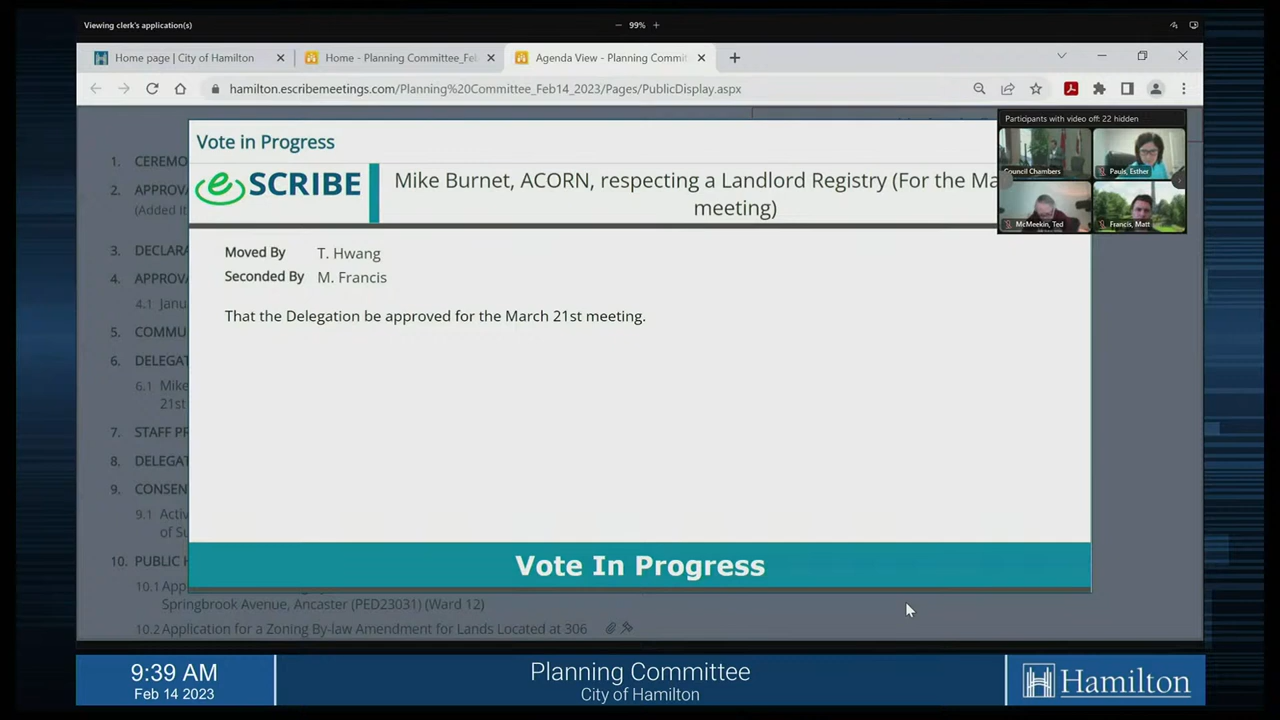 Viewing clerk's application(s)
99%
Home page | City of Hamilton
Home - Planning Committee_Fe
Agenda View - Planning Commit
hamilton.escribemeetings.com/Planning%20Committee_Feb14_2023/Pages/PublicDisplay.aspx
Participants with video off: 22 hidden
Council Chambers
Pauls, Esther
McMeekin, Ted
Francis, Matt
Vote in Progress
eSCRIBE
Mike Burnet, ACORN, respecting a Landlord Registry (For the Ma
meeting)
Moved By T. Hwang
Seconded By M. Francis
That the Delegation be approved for the March 21st meeting.
Vote In Progress
1. CEREMO
2. APPROVA
(Added It
3. DECLARA
4. APPROVA
4.1 Janu
5. COMMU
6. DELEGAT
6.1 Mike
21st
7. STAFF PR
8. DELEGAT
9. CONSEN
9.1 Activ
of Su
10. PUBLIC H
10.1 App
Springbrook Avenue, Ancaster (PED23031) (Ward 12)
10.2 Application for a Zoning By-law Amendment for Lands Located at 306
9:39 AM
Feb 14 2023
Planning Committee
City of Hamilton
Hamilton